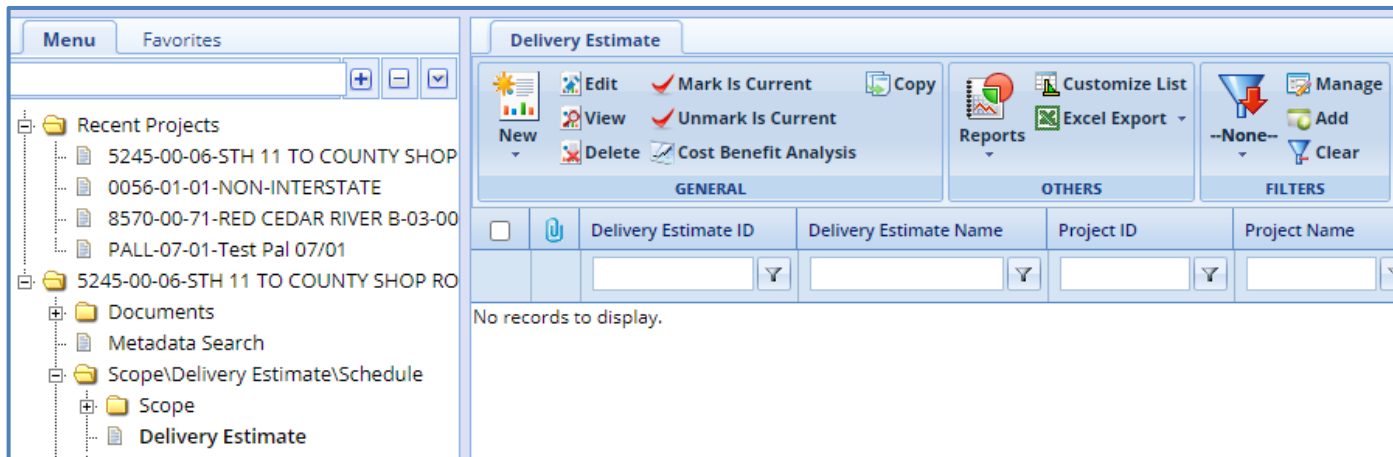 Menu Favorites
Recent Projects
5245-00-06-STH 11 TO COUNTY SHOP
0056-01-01-NON-INTERSTATE
8570-00-71-RED CEDAR RIVER B-03-00
PALL-07-01-Test Pal 07/01
5245-00-06-STH 11 TO COUNTY SHOP RO
Documents
Metadata Search
Scope\Delivery Estimate\Schedule
Scope
Delivery Estimate
Delivery Estimate
New
Edit Mark Is Current Copy
View Unmark Is Current
Delete Cost Benefit Analysis
GENERAL
Reports
Customize List
Excel Export
OTHERS
--None--
Manage
Add
Clear
FILTERS
Delivery Estimate ID Delivery Estimate Name Project ID Project Name
No records to display.